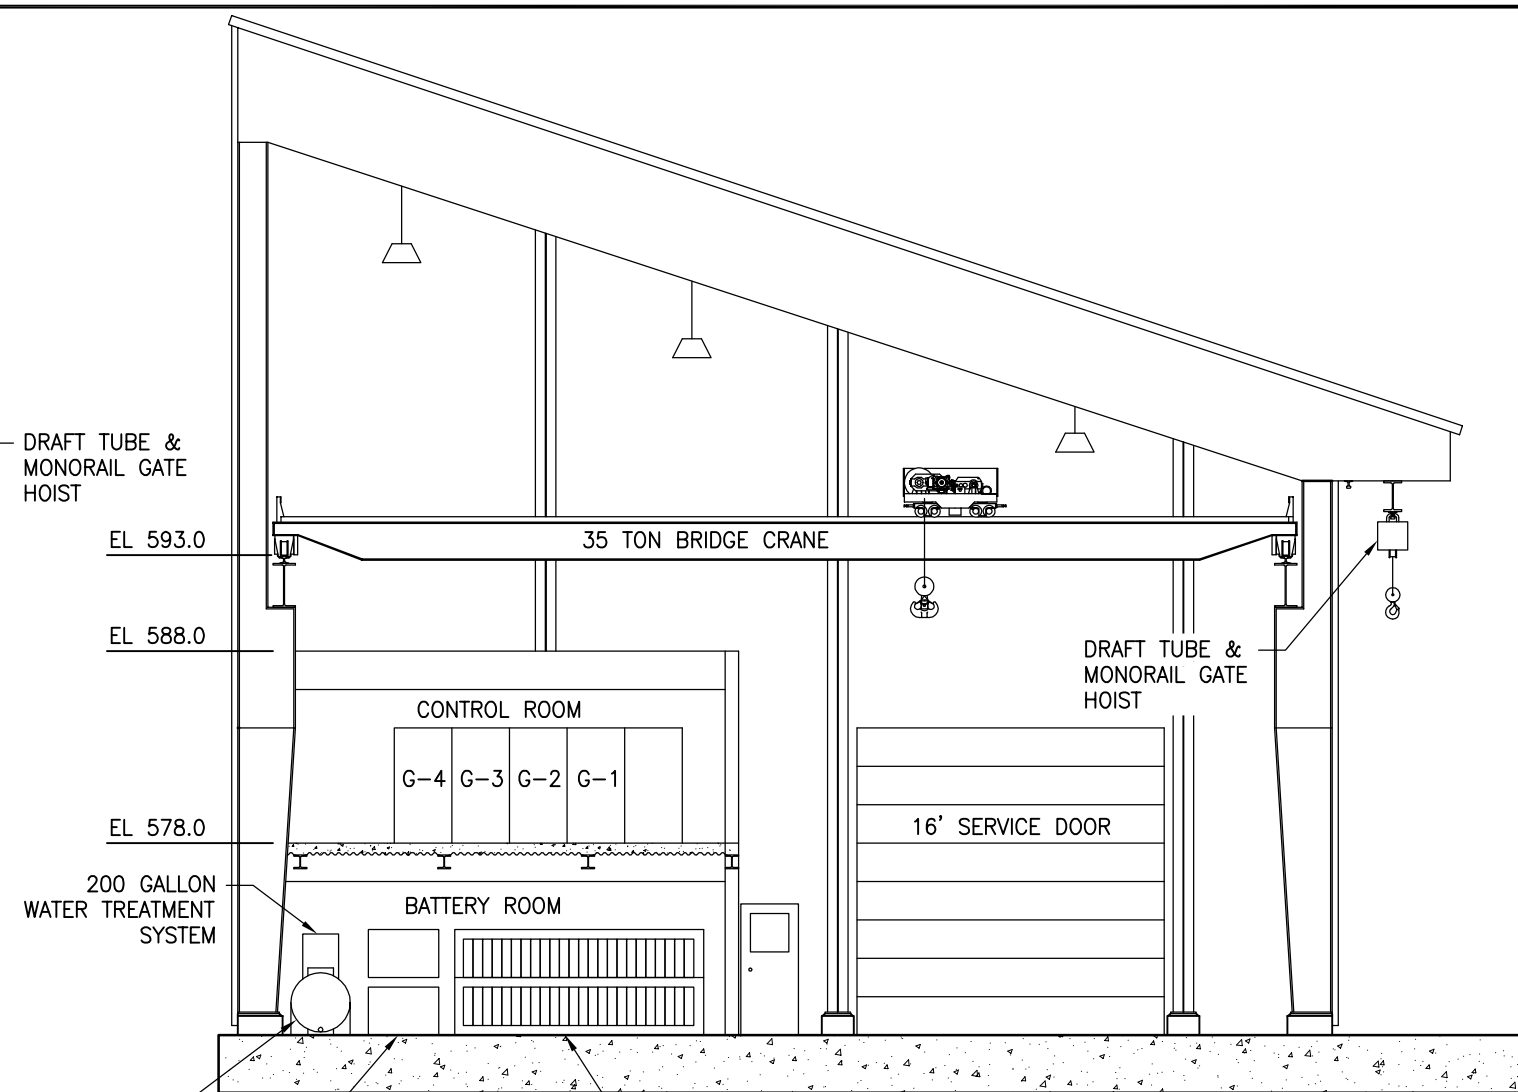 DRAFT TUBE &
MONORAIL GATE
HOIST
EL 593.0
35 TON BRIDGE CRANE
EL 588.0
DRAFT TUBE &
MONORAIL GATE
HOIST
CONTROL ROOM
G-4 G-3 G-2 G-1
EL 578.0
16' SERVICE DOOR
200 GALLON
WATER TREATMENT
SYSTEM
BATTERY ROOM